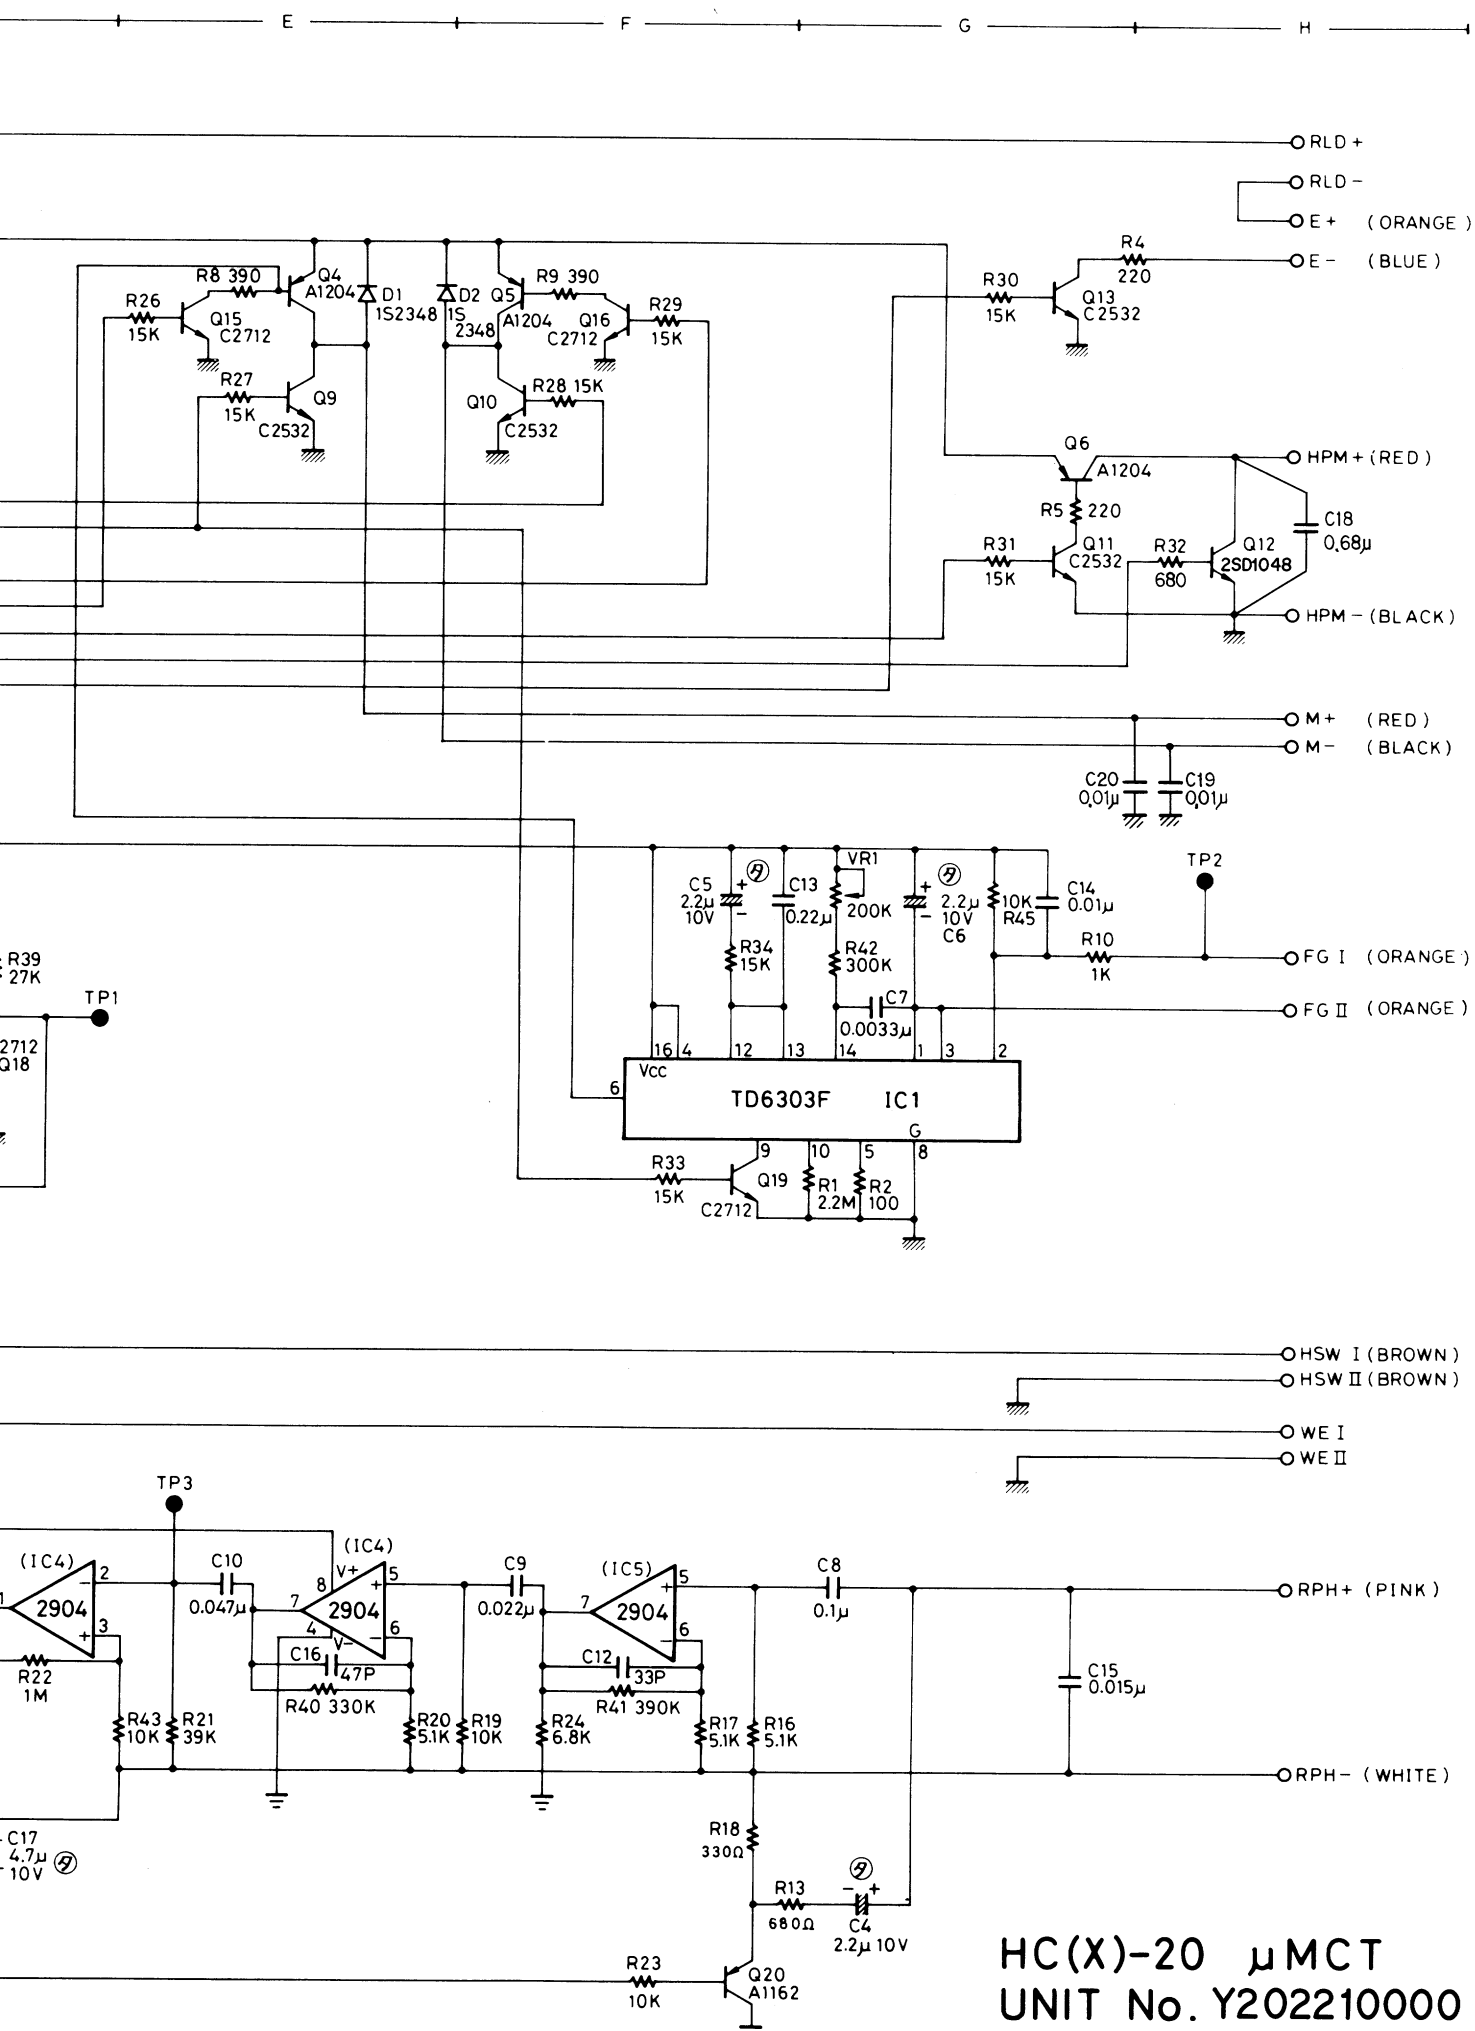 E F G H
RLD+
RLD-
E+ (ORANGE)
R4
220
E- (BLUE)
R8 390
Q4
A1204
D1
1S2348
D2
1S
2348
Q5
A1204
R9 390
R26
15K
Q15
C2712
Q16
C2712
R29
15K
R30
15K
Q13
C2532
R27
15K
Q9
C2532
Q10
C2532
R28 15K
Q6
A1204
HPM+(RED)
R5 220
C18
0.68μ
R31
15K
Q11
C2532
R32
680
Q12
2SD1048
HPM-(BLACK)
M+ (RED)
M- (BLACK)
C20
0.01μ
C19
0.01μ
TP2
C5
2.2μ
10V
+
-
タ
C13
0.22μ
VR1
200K
+
-
タ
2.2μ
10V
C6
10K
R45
C14
0.01μ
R34
15K
R42
300K
R10
1K
FG I (ORANGE)
R39
27K
TP1
C7
0.0033μ
FG II (ORANGE)
2712
Q18
16 4 12 13 14 1 3 2
Vcc
6
TD6303F IC1
G
9 10 5 8
R33
15K
Q19
C2712
R1
2.2M
R2
100
HSW I (BROWN)
HSW II (BROWN)
WE I
WE II
TP3
(IC4)
2
-
1
2904
+
3
C10
0.047μ
(IC4)
V+
8
+
5
7
2904
4
V-
-
6
C9
0.022μ
(IC5)
+
5
7
2904
-
6
C8
0.1μ
RPH+ (PINK)
R22
1M
C16
47P
R40 330K
C12
33P
R41 390K
C15
0.015μ
R43
10K
R21
39K
R20
5.1K
R19
10K
R24
6.8K
R17
5.1K
R16
5.1K
RPH- (WHITE)
C17
4.7μ
10V
タ
R18
330Ω
R13
680Ω
タ
- +
C4
2.2μ 10V
R23
10K
Q20
A1162
HC(X)-20 μMCT
UNIT No. Y202210000